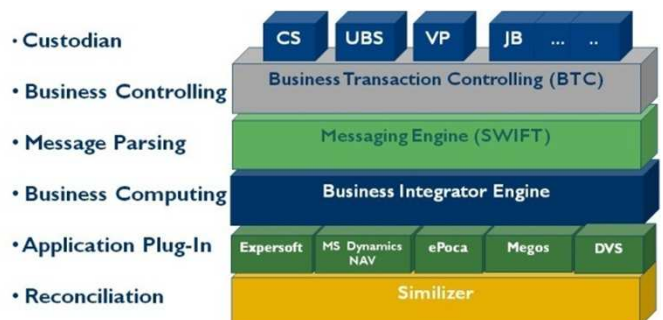 • Custodian
CS UBS VP JB ... ..
Business Transaction Controlling (BTC)
• Business Controlling
• Message Parsing
Messaging Engine (SWIFT)
• Business Computing
Business Integrator Engine
• Application Plug-In
Expersoft
MS Dynamics
NAV
ePoca
Megos
DVS
• Reconciliation
Similizer